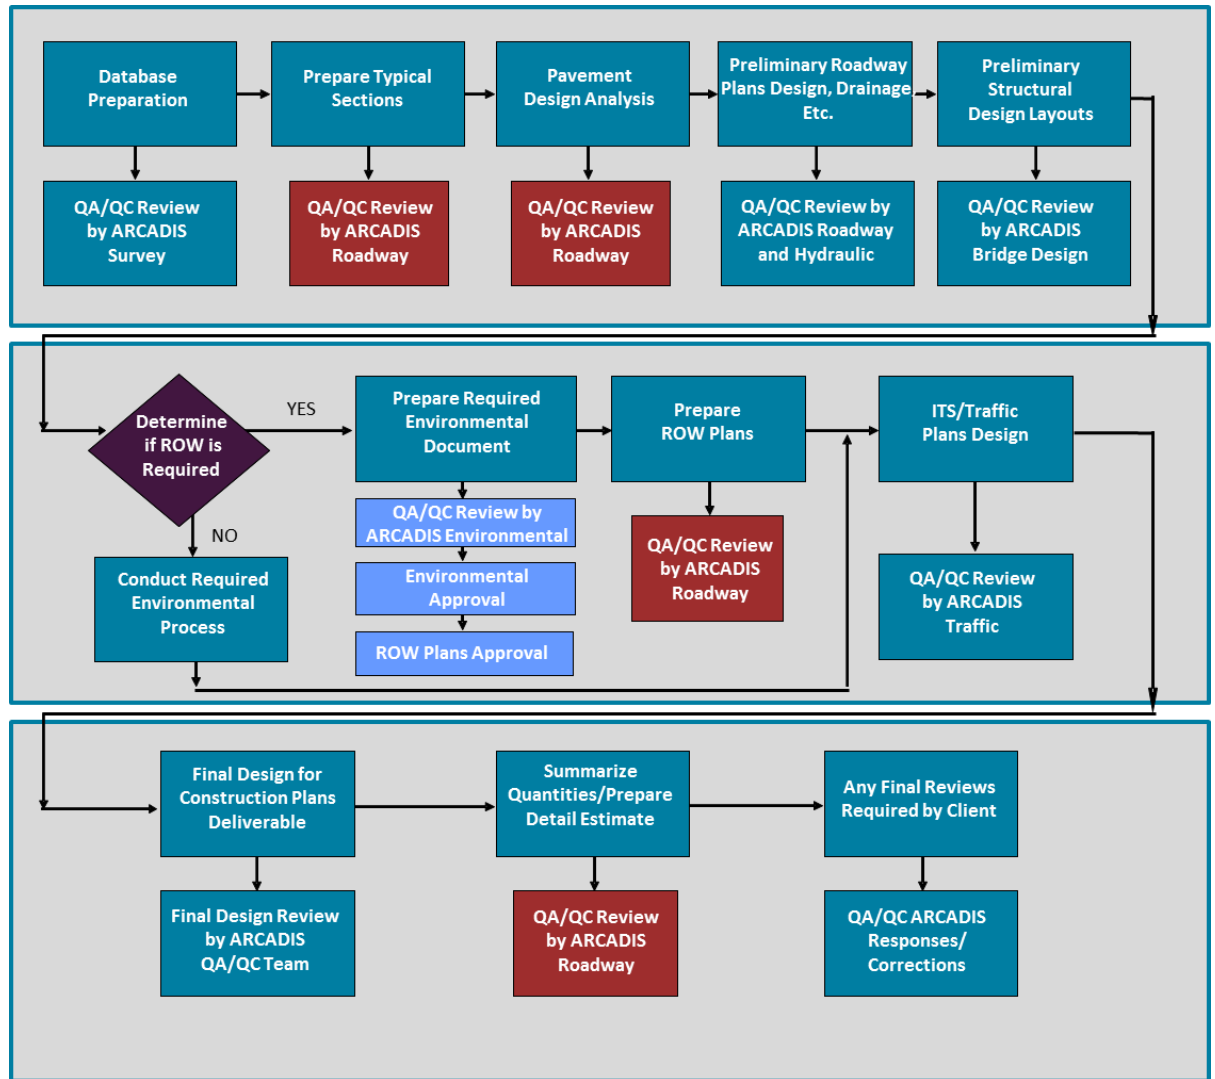 Database
Preparation
Prepare Typical
Sections
Pavement
Design Analysis
Preliminary Roadway
Plans Design, Drainage,
Etc.
Preliminary
Structural
Design Layouts
QA/QC Review
by ARCADIS
Survey
QA/QC Review
by ARCADIS
Roadway
QA/QC Review
by ARCADIS
Roadway
QA/QC Review by
ARCADIS Roadway
and Hydraulic
QA/QC Review
by ARCADIS
Bridge Design
Determine
if ROW is
Required
YES
Prepare Required
Environmental
Document
Prepare
ROW Plans
ITS/Traffic
Plans Design
NO
QA/QC Review by
ARCADIS Environmental
Environmental
Approval
ROW Plans Approval
QA/QC Review
by ARCADIS
Roadway
QA/QC Review
by ARCADIS
Traffic
Conduct Required
Environmental
Process
Final Design for
Construction Plans
Deliverable
Summarize
Quantities/Prepare
Detail Estimate
Any Final Reviews
Required by Client
Final Design Review
by ARCADIS
QA/QC Team
QA/QC Review
by ARCADIS
Roadway
QA/QC ARCADIS
Responses/
Corrections